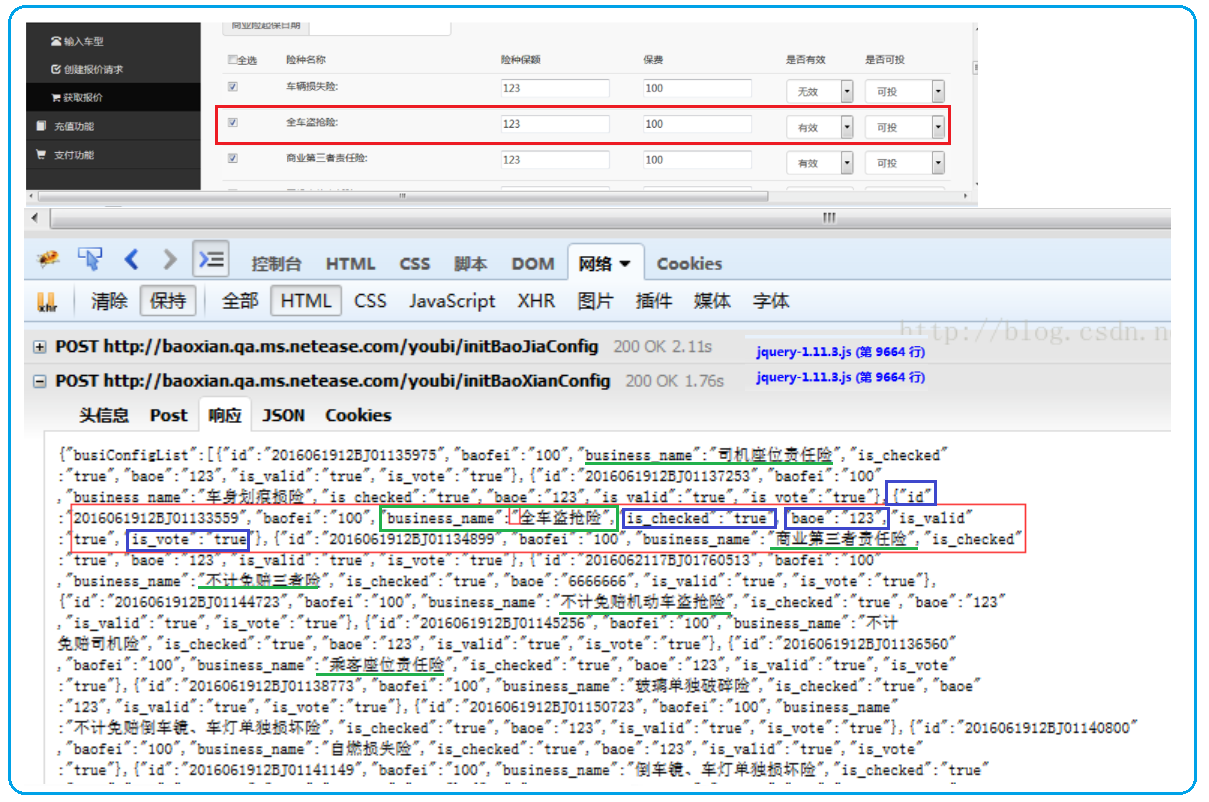 商业险起保日期
输入车型
全选 险种名称 险种保额 保费 是否有效 是否可投
创建报价请求
车辆损失险: 123 100 无效 可投
获取报价
全车盗抢险: 123 100 有效 可投
充值功能
支付功能
商业第三者责任险: 123 100 有效 可投
控制台 HTML CSS 脚本 DOM 网络 Cookies
xhr 清除 保持 全部 HTML CSS JavaScript XHR 图片 插件 媒体 字体
http://blog.csdn.ne
POST http://baoxian.qa.ms.netease.com/youbi/initBaoJiaConfig 200 OK 2.11s jquery-1.11.3.js (第 9664 行)
POST http://baoxian.qa.ms.netease.com/youbi/initBaoXianConfig 200 OK 1.76s jquery-1.11.3.js (第 9664 行)
头信息 Post 响应 JSON Cookies
{"busiConfigList":[{"id":"2016061912BJ01135975","baofei":"100","business_name":"司机座位责任险","is_checked"
:"true","baoe":"123","is_valid":"true","is_vote":"true"},{"id":"2016061912BJ01137253","baofei":"100"
,"business_name":"车身划痕损险","is_checked":"true","baoe":"123","is_valid":"true","is_vote":"true"},{"id"
:"2016061912BJ01133559","baofei":"100","business_name":"全车盗抢险","is_checked":"true","baoe":"123","is_valid"
:"true","is_vote":"true"},{"id":"2016061912BJ01134899","baofei":"100","business_name":"商业第三者责任险","is_checked"
:"true","baoe":"123","is_valid":"true","is_vote":"true"},{"id":"2016062117BJ01760513","baofei":"100"
,"business_name":"不计免赔三者险","is_checked":"true","baoe":"6666666","is_valid":"true","is_vote":"true"},
{"id":"2016061912BJ01144723","baofei":"100","business_name":"不计免赔机动车盗抢险","is_checked":"true","baoe":"123"
,"is_valid":"true","is_vote":"true"},{"id":"2016061912BJ01145256","baofei":"100","business_name":"不计
免赔司机险","is_checked":"true","baoe":"123","is_valid":"true","is_vote":"true"},{"id":"2016061912BJ01136560"
,"baofei":"100","business_name":"乘客座位责任险","is_checked":"true","baoe":"123","is_valid":"true","is_vote"
:"true"},{"id":"2016061912BJ01138773","baofei":"100","business_name":"玻璃单独破碎险","is_checked":"true","baoe"
:"123","is_valid":"true","is_vote":"true"},{"id":"2016061912BJ01150723","baofei":"100","business_name"
:"不计免赔倒车镜、车灯单独损坏险","is_checked":"true","baoe":"123","is_valid":"true","is_vote":"true"},{"id":"2016061912BJ01140800"
,"baofei":"100","business_name":"自燃损失险","is_checked":"true","baoe":"123","is_valid":"true","is_vote"
:"true"},{"id":"2016061912BJ01141149","baofei":"100","business_name":"倒车镜、车灯单独损坏险","is_checked":"true"